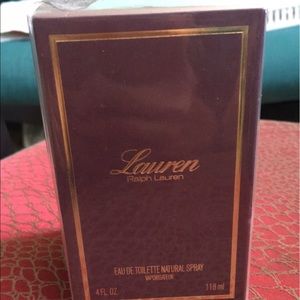 Lauren
Ralph Lauren
EAU DE TOILETTE NATURAL SPRAY
VAPORISATEUR
4 FL OZ 118 ml